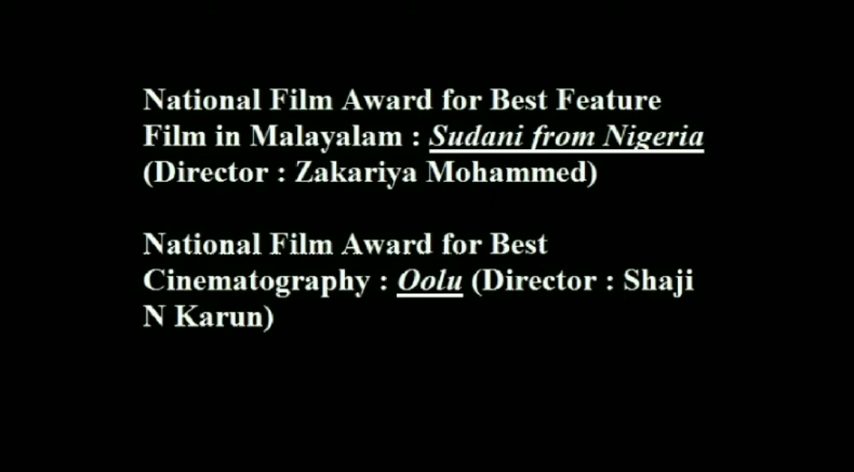 National Film Award for Best Feature
Film in Malayalam : Sudani from Nigeria
(Director : Zakariya Mohammed)
National Film Award for Best
Cinematography : Oolu (Director : Shaji
N Karun)